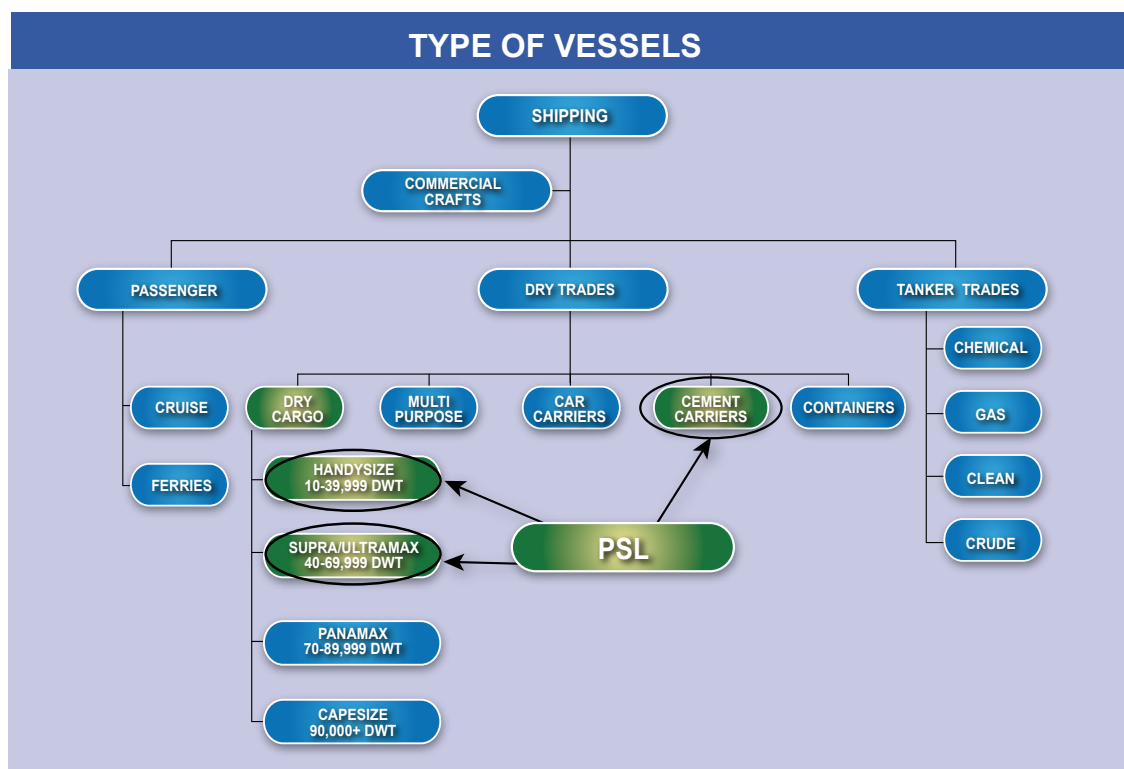 TYPE OF VESSELS
SHIPPING
COMMERCIAL
CRAFTS
PASSENGER
DRY TRADES
TANKER TRADES
CHEMICAL
CRUISE
DRY
CARGO
MULTI
PURPOSE
CAR
CARRIERS
CEMENT
CARRIERS
CONTAINERS
GAS
HANDYSIZE
10-39,999 DWT
FERRIES
CLEAN
SUPRA/ULTRAMAX
40-69,999 DWT
PSL
CRUDE
PANAMAX
70-89,999 DWT
CAPESIZE
90,000+ DWT